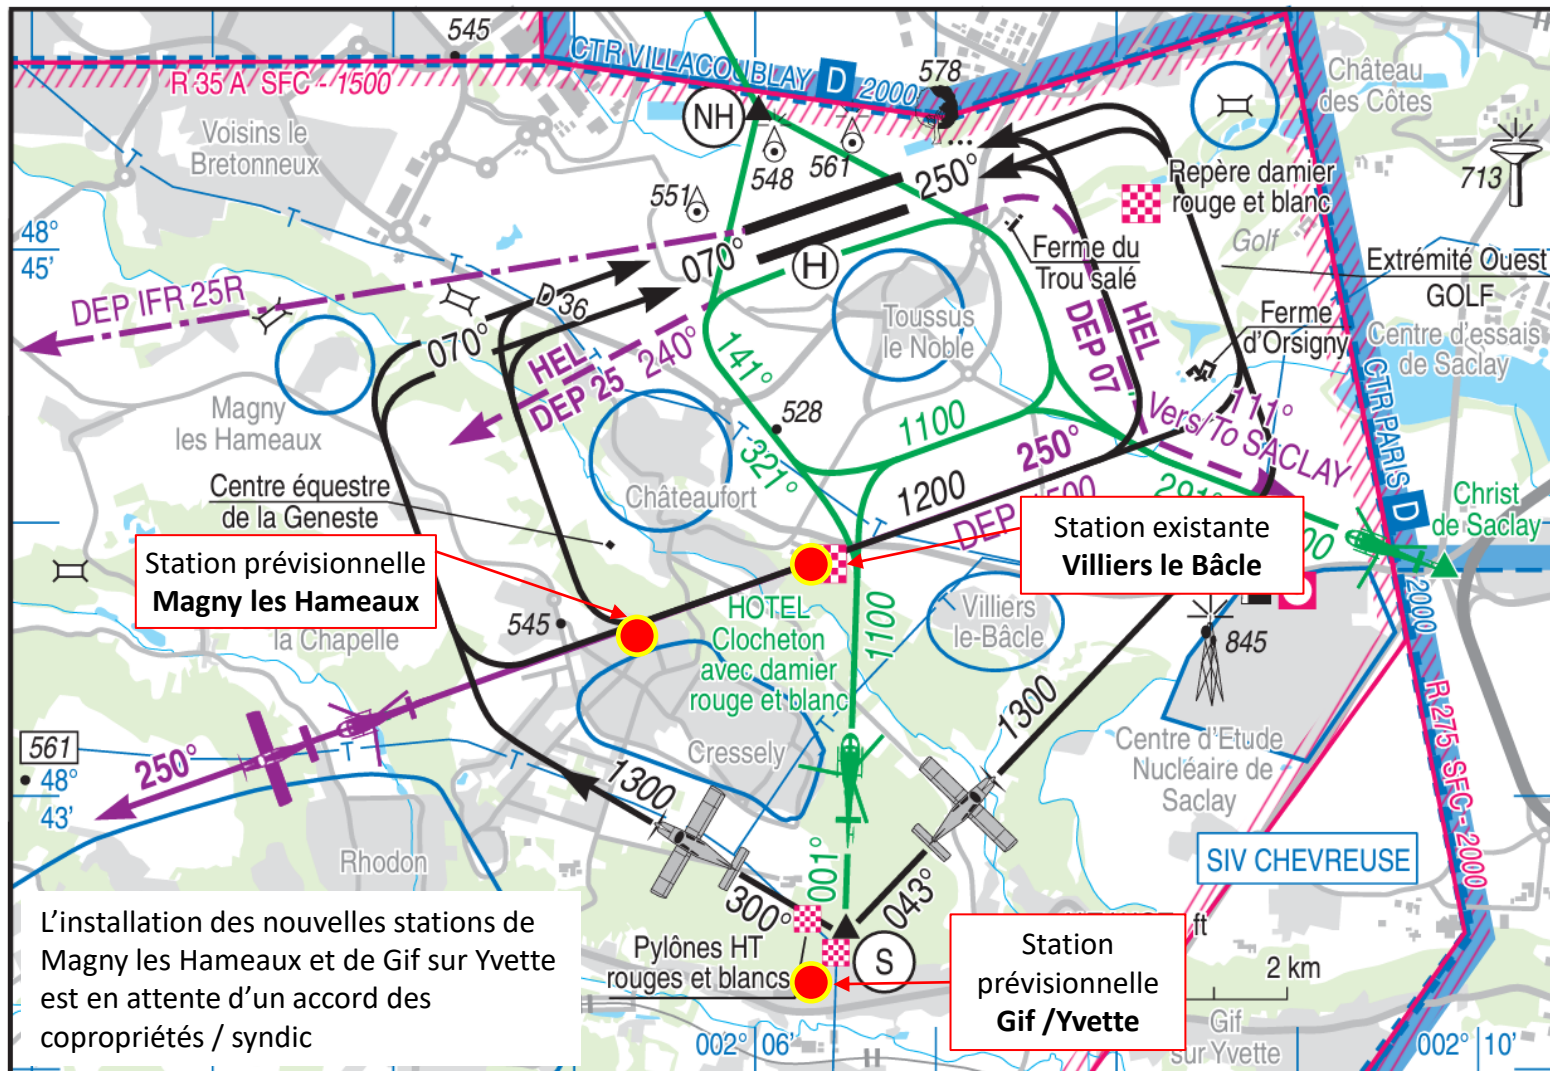 545
CTR VILLACOUBLAY D 2000
578
R 35 A SFC - 1500
Château
des Côtes
Voisins le
Bretonneux
NH
548
561
551
250°
Repère damier
rouge et blanc
713
Golf
48°
45'
070°
H
Ferme du
Trou salé
Extrémité Ouest
GOLF
DEP IFR 25R
D 36
070°
Toussus
le Noble
Ferme
d'Orsigny
Centre d'essais
de Saclay
HEL
DEP 25
240°
141°
HEL
DEP 07
CTR PARIS D 2000
Magny
les Hameaux
528
1100
111°
Vers/To SACLAY
321°
250°
Centre équestre
de la Geneste
Châteaufort
1200
DEP 1500
291°
Christ
de Saclay
Station prévisionnelle
Magny les Hameaux
Station existante
Villiers le Bâcle
la Chapelle
545
HOTEL
Clocheton
avec damier
rouge et blanc
1100
Villiers
le-Bâcle
845
561
250°
48°
43'
Cressely
1300
1300
Centre d'Etude
Nucléaire de
Saclay
R 275 SFC - 2000
Rhodon
SIV CHEVREUSE
001°
300°
043°
L'installation des nouvelles stations de
Magny les Hameaux et de Gif sur Yvette
est en attente d'un accord des
copropriétés / syndic
Pylônes HT
rouges et blancs
S
ft
Station
prévisionnelle
Gif /Yvette
2 km
Gif
sur Yvette
002° 06'
002° 10'